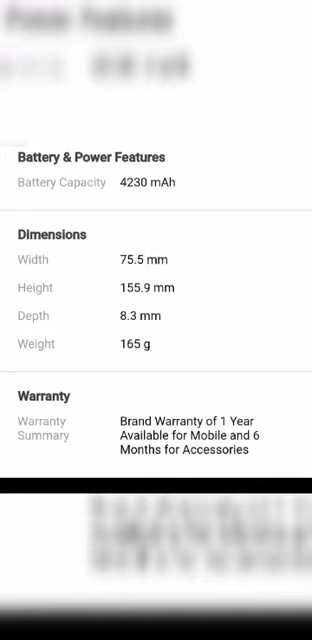 Battery & Power Features
Battery Capacity 4230 mAh
Dimensions
Width 75.5 mm
Height 155.9 mm
Depth 8.3 mm
Weight 165 g
Warranty
Warranty Brand Warranty of 1 Year
Summary Available for Mobile and 6
Months for Accessories